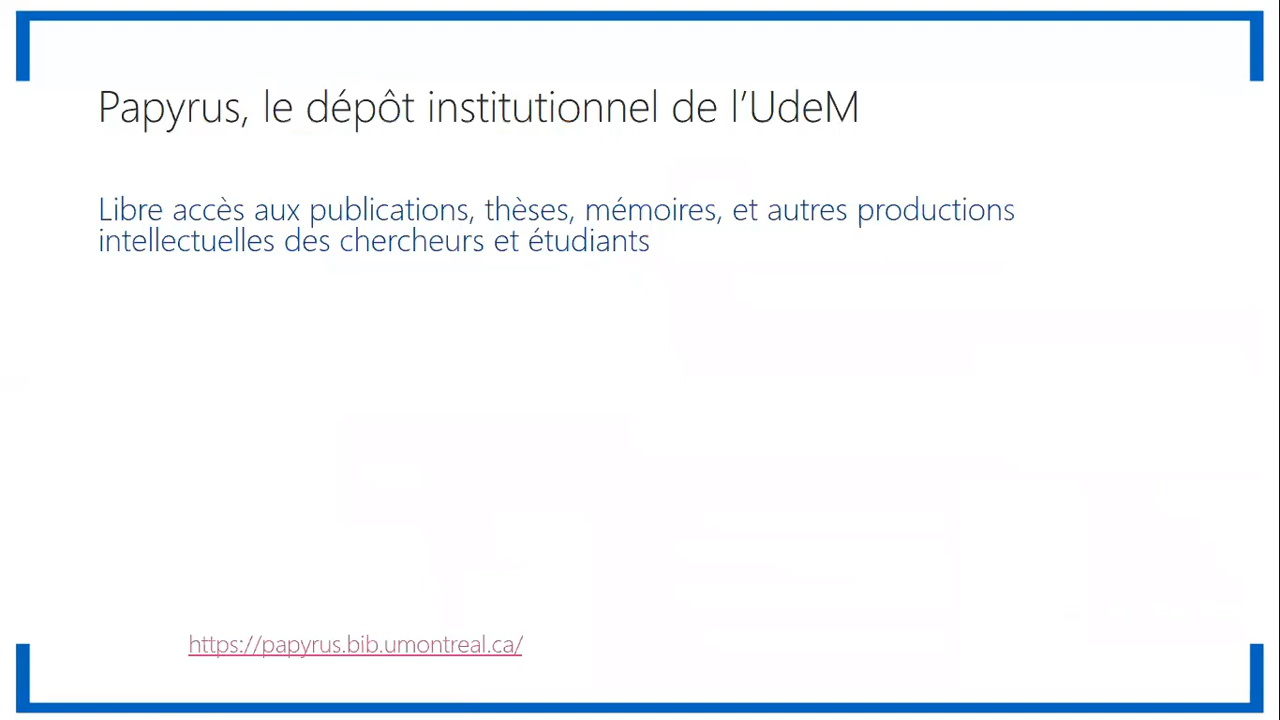 Papyrus, le dépôt institutionnel de l’UdeM
Libre accès aux publications, thèses, mémoires, et autres productions
intellectuelles des chercheurs et étudiants
https://papyrus.bib.umontreal.ca/